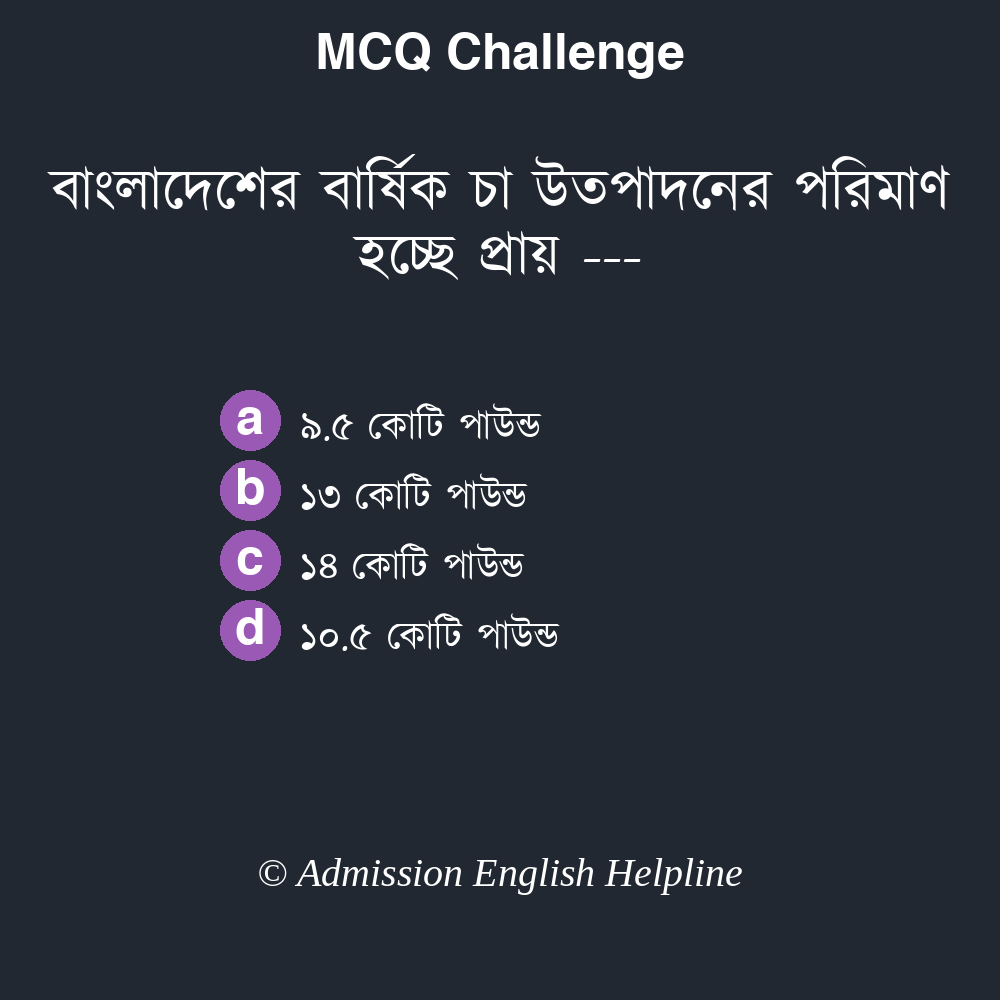 MCQ Challenge
বাংলাদেশের বার্ষিক চা উতপাদনের পরিমাণ
হচ্ছে প্রায় ---
a ৯.৫ কোটি পাউন্ড
b ১৩ কোটি পাউন্ড
c ১৪ কোটি পাউন্ড
d ১০.৫ কোটি পাউন্ড
© Admission English Helpline